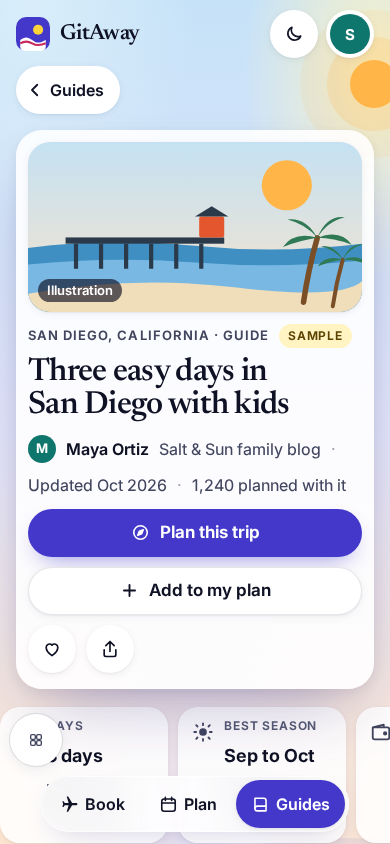 GitAway
S
Guides
Illustration
SAN DIEGO, CALIFORNIA · GUIDE SAMPLE
Three easy days in
San Diego with kids
M Maya Ortiz Salt & Sun family blog ·
Updated Oct 2026 · 1,240 planned with it
Plan this trip
Add to my plan
BEST SEASON
days
Sep to Oct
Book
Plan
Guides